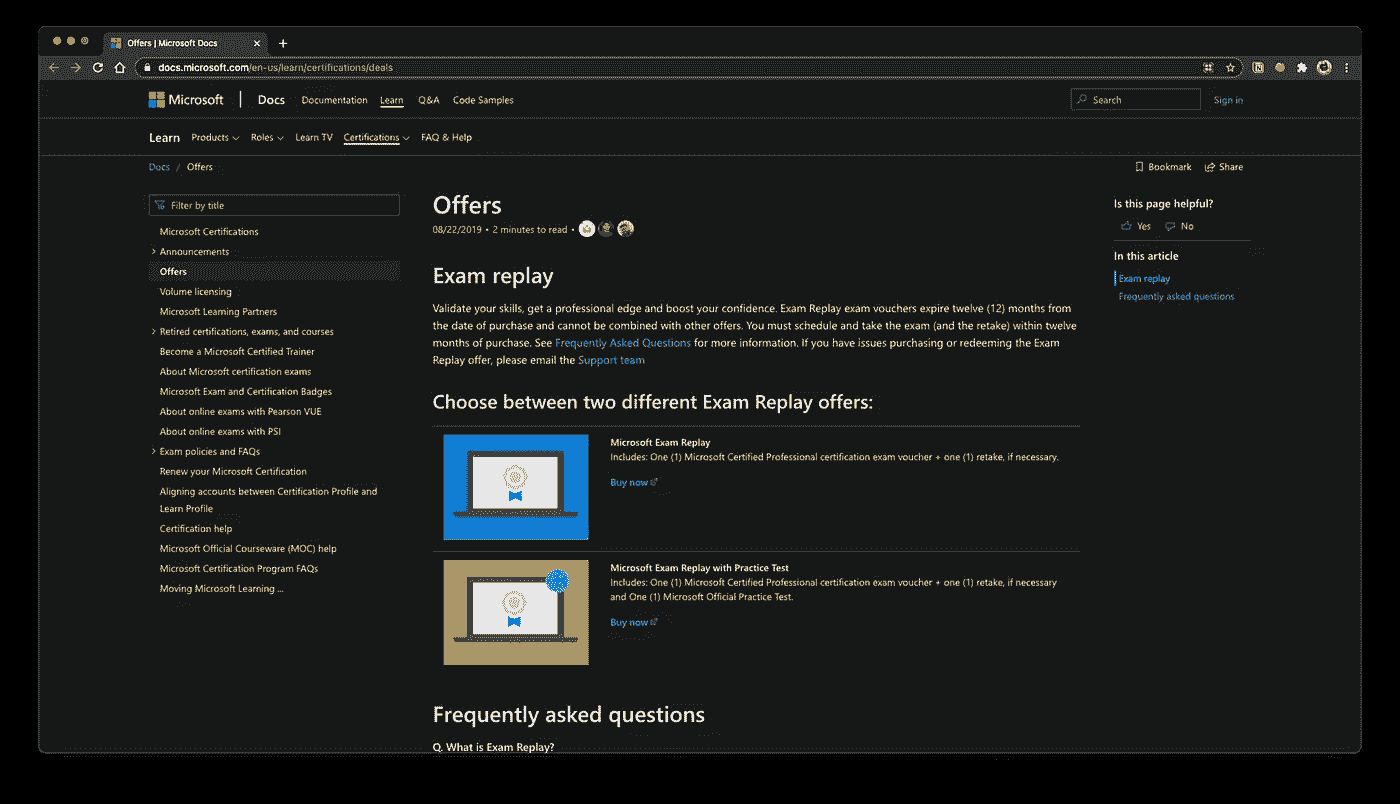 Offers | Microsoft Docs
docs.microsoft.com/en-us/learn/certifications/deals
Microsoft
Docs
Documentation
Learn
Q&A
Code Samples
Search
Sign in
Learn
Products
Roles
Learn TV
Certifications
FAQ & Help
Docs / Offers
Bookmark
Share
Filter by title
Microsoft Certifications
Announcements
Offers
Volume licensing
Microsoft Learning Partners
Retired certifications, exams, and courses
Become a Microsoft Certified Trainer
About Microsoft certification exams
Microsoft Exam and Certification Badges
About online exams with Pearson VUE
About online exams with PSI
Exam policies and FAQs
Renew your Microsoft Certification
Aligning accounts between Certification Profile and
Learn Profile
Certification help
Microsoft Official Courseware (MOC) help
Microsoft Certification Program FAQs
Moving Microsoft Learning ...
Offers
08/22/2019 • 2 minutes to read •
Exam replay
Validate your skills, get a professional edge and boost your confidence. Exam Replay exam vouchers expire twelve (12) months from
the date of purchase and cannot be combined with other offers. You must schedule and take the exam (and the retake) within twelve
months of purchase. See Frequently Asked Questions for more information. If you have issues purchasing or redeeming the Exam
Replay offer, please email the Support team
Choose between two different Exam Replay offers:
Microsoft Exam Replay
Includes: One (1) Microsoft Certified Professional certification exam voucher + one (1) retake, if necessary.
Buy now
Microsoft Exam Replay with Practice Test
Includes: One (1) Microsoft Certified Professional certification exam voucher + one (1) retake, if necessary
and One (1) Microsoft Official Practice Test.
Buy now
Frequently asked questions
Q. What is Exam Replay?
Is this page helpful?
Yes
No
In this article
Exam replay
Frequently asked questions